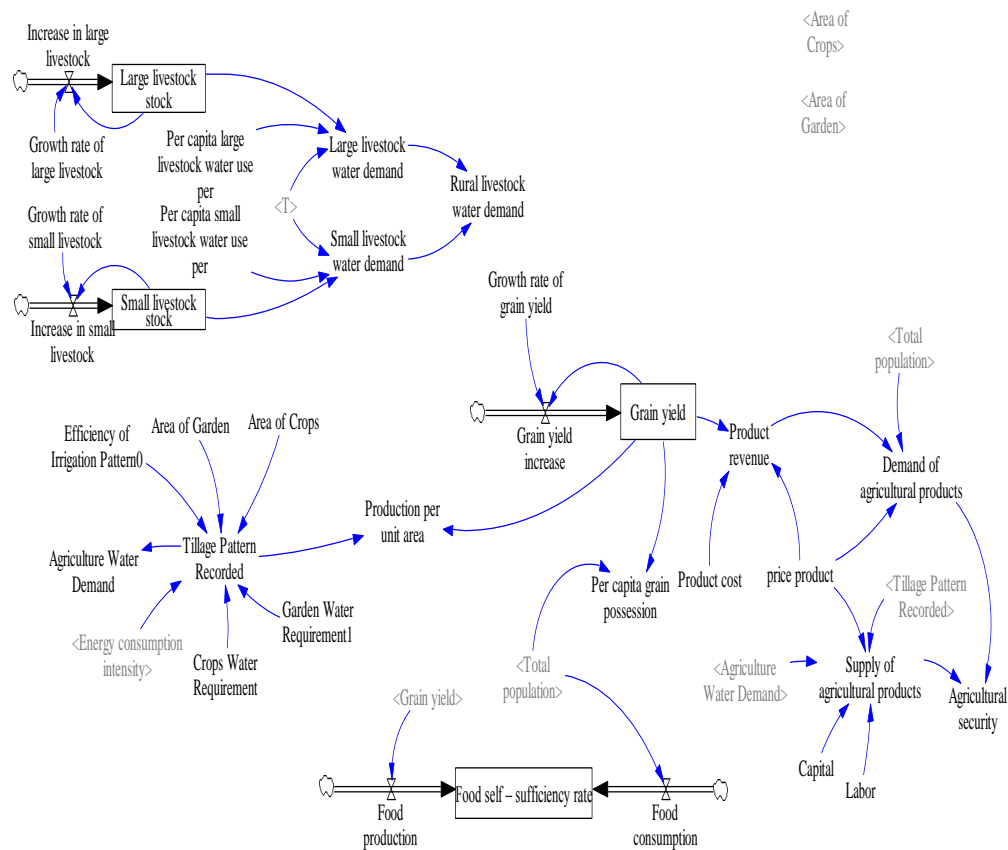 Increase in large
livestock
Large livestock
stock
Growth rate of
large livestock
Per capita large
livestock water use
per
Large livestock
water demand
Rural livestock
water demand
<T>
Growth rate of
small livestock
Per capita small
livestock water use
per
Small livestock
water demand
Small livestock
stock
Increase in small
livestock
<Area of
Crops>
<Area of
Garden>
Growth rate of
grain yield
<Total
population>
Grain yield
Grain yield
increase
Product
revenue
Demand of
agricultural products
Efficiency of
Irrigation Pattern0
Area of Garden
Area of Crops
Production per
unit area
Agriculture Water
Demand
Tillage Pattern
Recorded
Per capita grain
possession
Product cost
price product
<Tillage Pattern
Recorded>
<Energy consumption
intensity>
Crops Water
Requirement
Garden Water
Requirement1
<Total
population>
<Agriculture
Water Demand>
Supply of
agricultural products
Agricultural
security
<Grain yield>
Capital
Labor
Food self – sufficiency rate
Food
production
Food
consumption